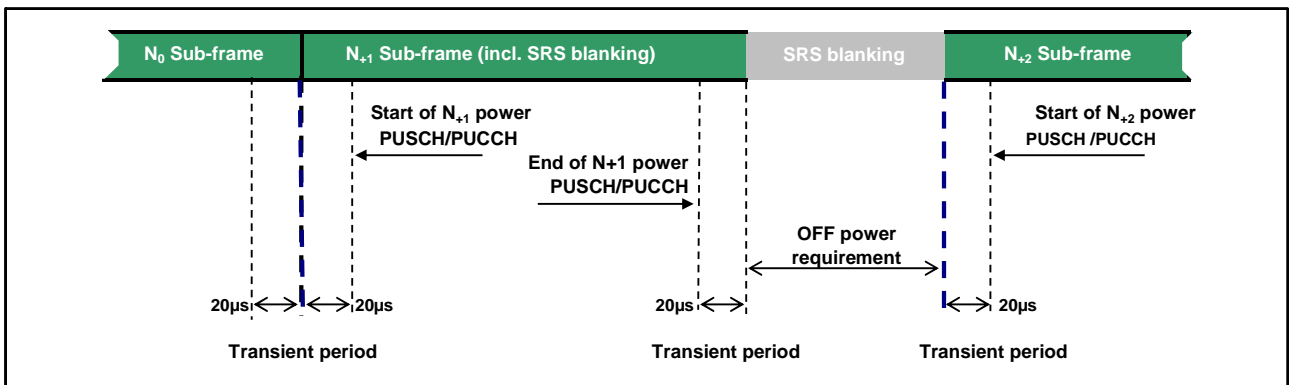 N₀ Sub-frame
N₊₁ Sub-frame (incl. SRS blanking)
SRS blanking
N₊₂ Sub-frame
Start of N₊₁ power
PUSCH/PUCCH
End of N+1 power
PUSCH/PUCCH
Start of N₊₂ power
PUSCH /PUCCH
OFF power
requirement
20µs
20µs
20µs
20µs
Transient period
Transient period
Transient period